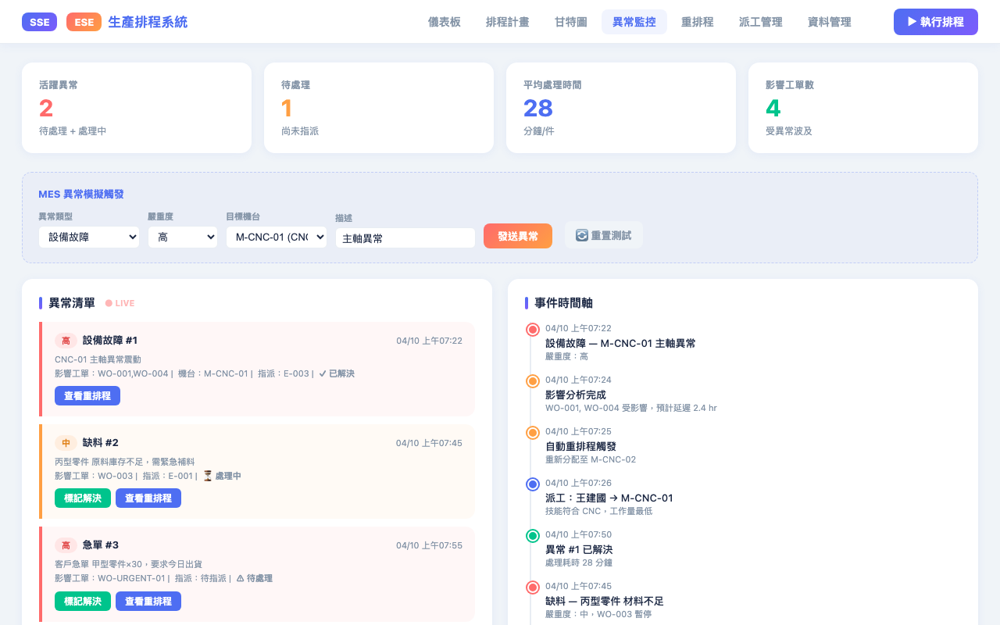 SSE ESE 生產排程系統
儀表板 排程計畫 甘特圖 異常監控 重排程 派工管理 資料管理
▶ 執行排程
活躍異常
2
待處理 + 處理中
待處理
1
尚未指派
平均處理時間
28
分鐘/件
影響工單數
4
受異常波及
MES 異常模擬觸發
異常類型 嚴重度 目標機台 描述
設備故障 高 M-CNC-01 (CNC 主軸異常 發送異常 🔄 重置測試
異常清單 LIVE
高 設備故障 #1 04/10 上午07:22
CNC-01 主軸異常震動
影響工單：WO-001,WO-004 | 機台：M-CNC-01 | 指派：E-003 | ✓ 已解決
查看重排程
中 缺料 #2 04/10 上午07:45
丙型零件 原料庫存不足，需緊急補料
影響工單：WO-003 | 指派：E-001 | ⏳ 處理中
標記解決 查看重排程
高 急單 #3 04/10 上午07:55
客戶急單 甲型零件×30，要求今日出貨
影響工單：WO-URGENT-01 | 指派：待指派 | ⚠ 待處理
標記解決 查看重排程
事件時間軸
04/10 上午07:22
設備故障 — M-CNC-01 主軸異常
嚴重度：高
04/10 上午07:24
影響分析完成
WO-001, WO-004 受影響，預計延遲 2.4 hr
04/10 上午07:25
自動重排程觸發
重新分配至 M-CNC-02
04/10 上午07:26
派工：王建國 → M-CNC-01
技能符合 CNC，工作量最低
04/10 上午07:50
異常 #1 已解決
處理耗時 28 分鐘
04/10 上午07:45
缺料 — 丙型零件 材料不足
嚴重度：中，WO-003 暫停